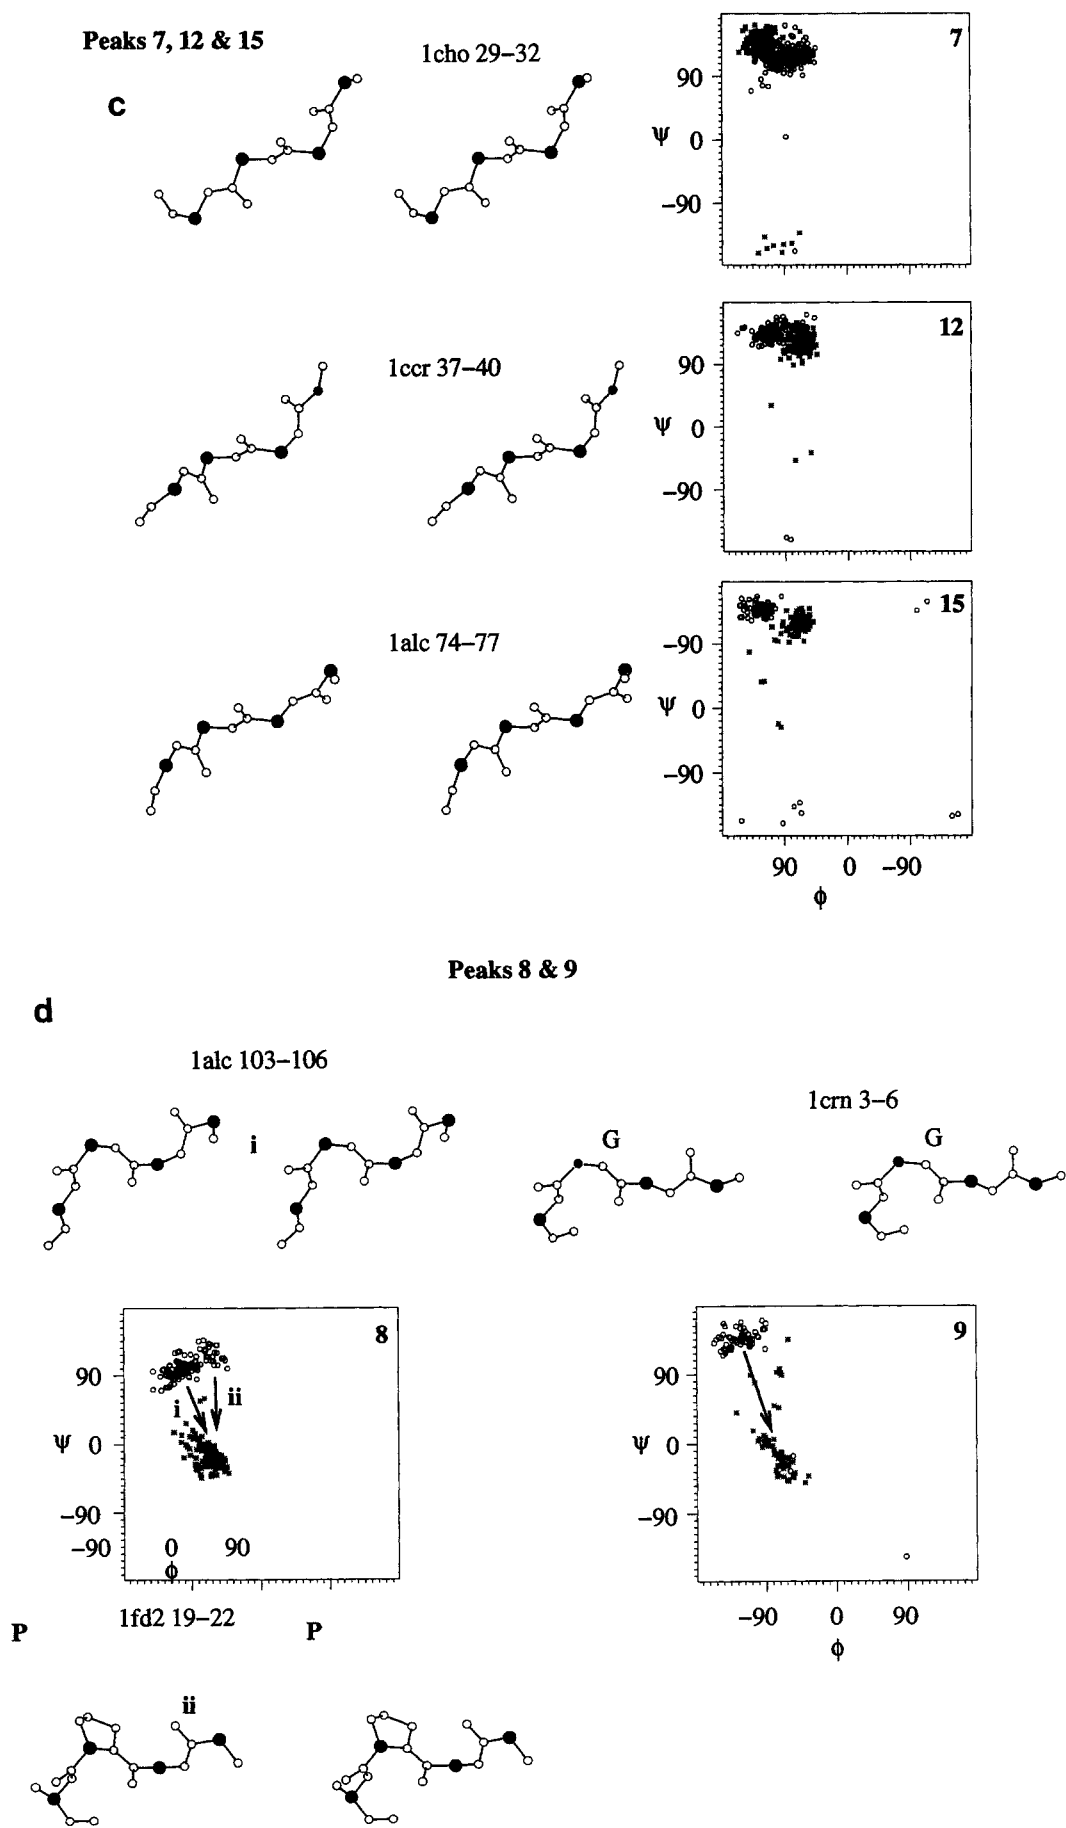 Peaks 7, 12 & 15
c
1cho 29–32
7
90
ψ 0
−90
1ccr 37–40
12
90
ψ 0
−90
1alc 74–77
15
−90
ψ 0
−90
90 0 −90
ϕ
Peaks 8 & 9
d
1alc 103–106
i
1crn 3–6
G G
8
90
i ii
ψ 0
−90
−90 0 90
ϕ
9
90
ψ 0
−90
−90 0 90
ϕ
1fd2 19–22
P P
ii